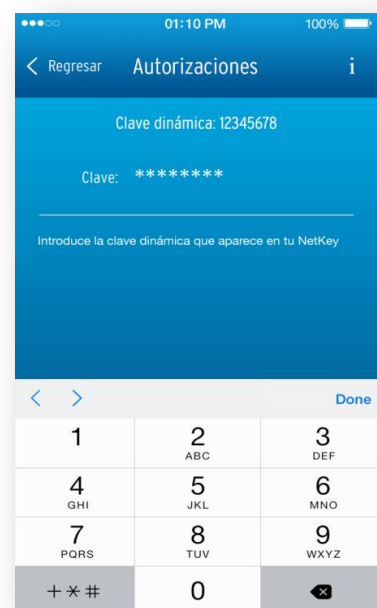 01:10 PM 100%
Regresar Autorizaciones i
Clave dinámica: 12345678
Clave: ********
Introduce la clave dinámica que aparece en tu NetKey
Done
1 2 3
ABC DEF
4 5 6
GHI JKL MNO
7 8 9
PQRS TUV WXYZ
+*# 0